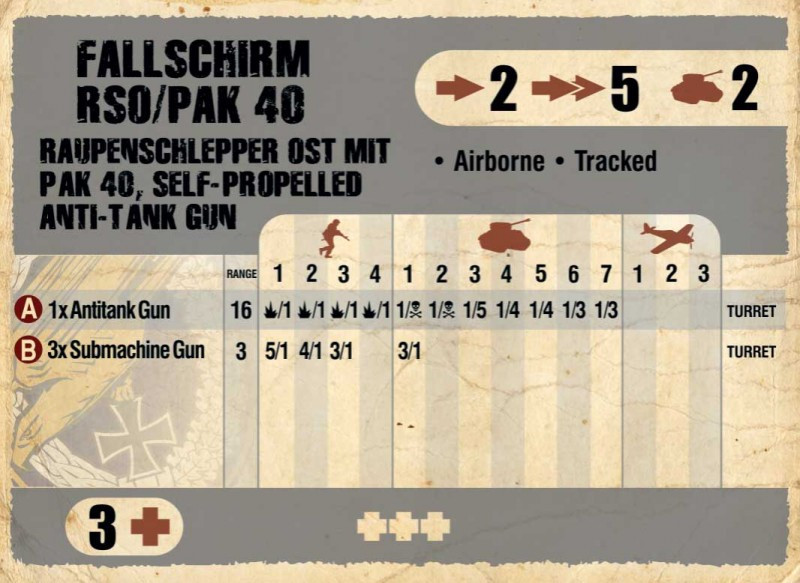 FALLSCHIRM
RSO/PAK 40
RAUPENSCHLEPPER OST MIT
PAK 40, SELF-PROPELLED
ANTI-TANK GUN
2 5 2
• Airborne • Tracked
RANGE 1 2 3 4 1 2 3 4 5 6 7 1 2 3
A 1x Antitank Gun 16 /1 /1 /1 /1 1/☠ 1/☠ 1/5 1/4 1/4 1/3 1/3 TURRET
B 3x Submachine Gun 3 5/1 4/1 3/1 3/1 TURRET
3